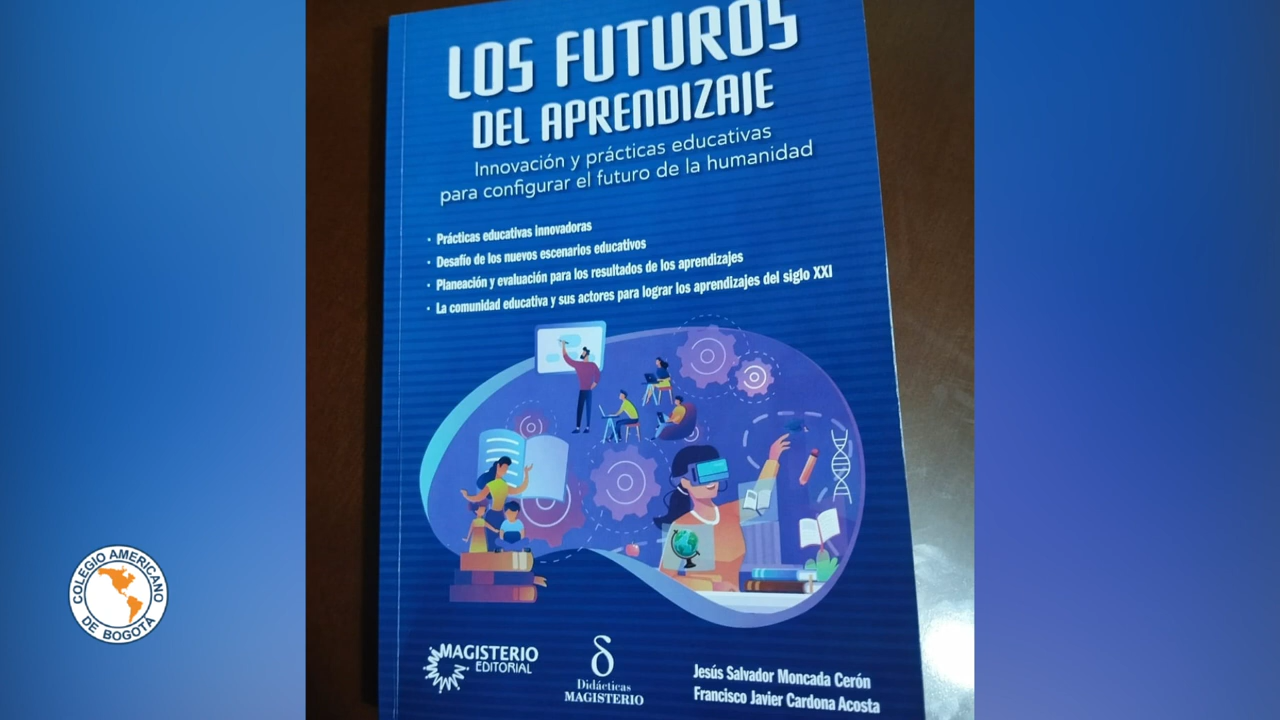 LOS FUTUROS
DEL APRENDIZAJE
Innovación y prácticas educativas
para configurar el futuro de la humanidad
• Prácticas educativas innovadoras
• Desafío de los nuevos escenarios educativos
• Planeación y evaluación para los resultados de los aprendizajes
• La comunidad educativa y sus actores para lograr los aprendizajes del siglo XXI
MAGISTERIO
EDITORIAL
δ
Didácticas
MAGISTERIO
Jesús Salvador Moncada Cerón
Francisco Javier Cardona Acosta
COLEGIO AMERICANO
DE BOGOTÁ